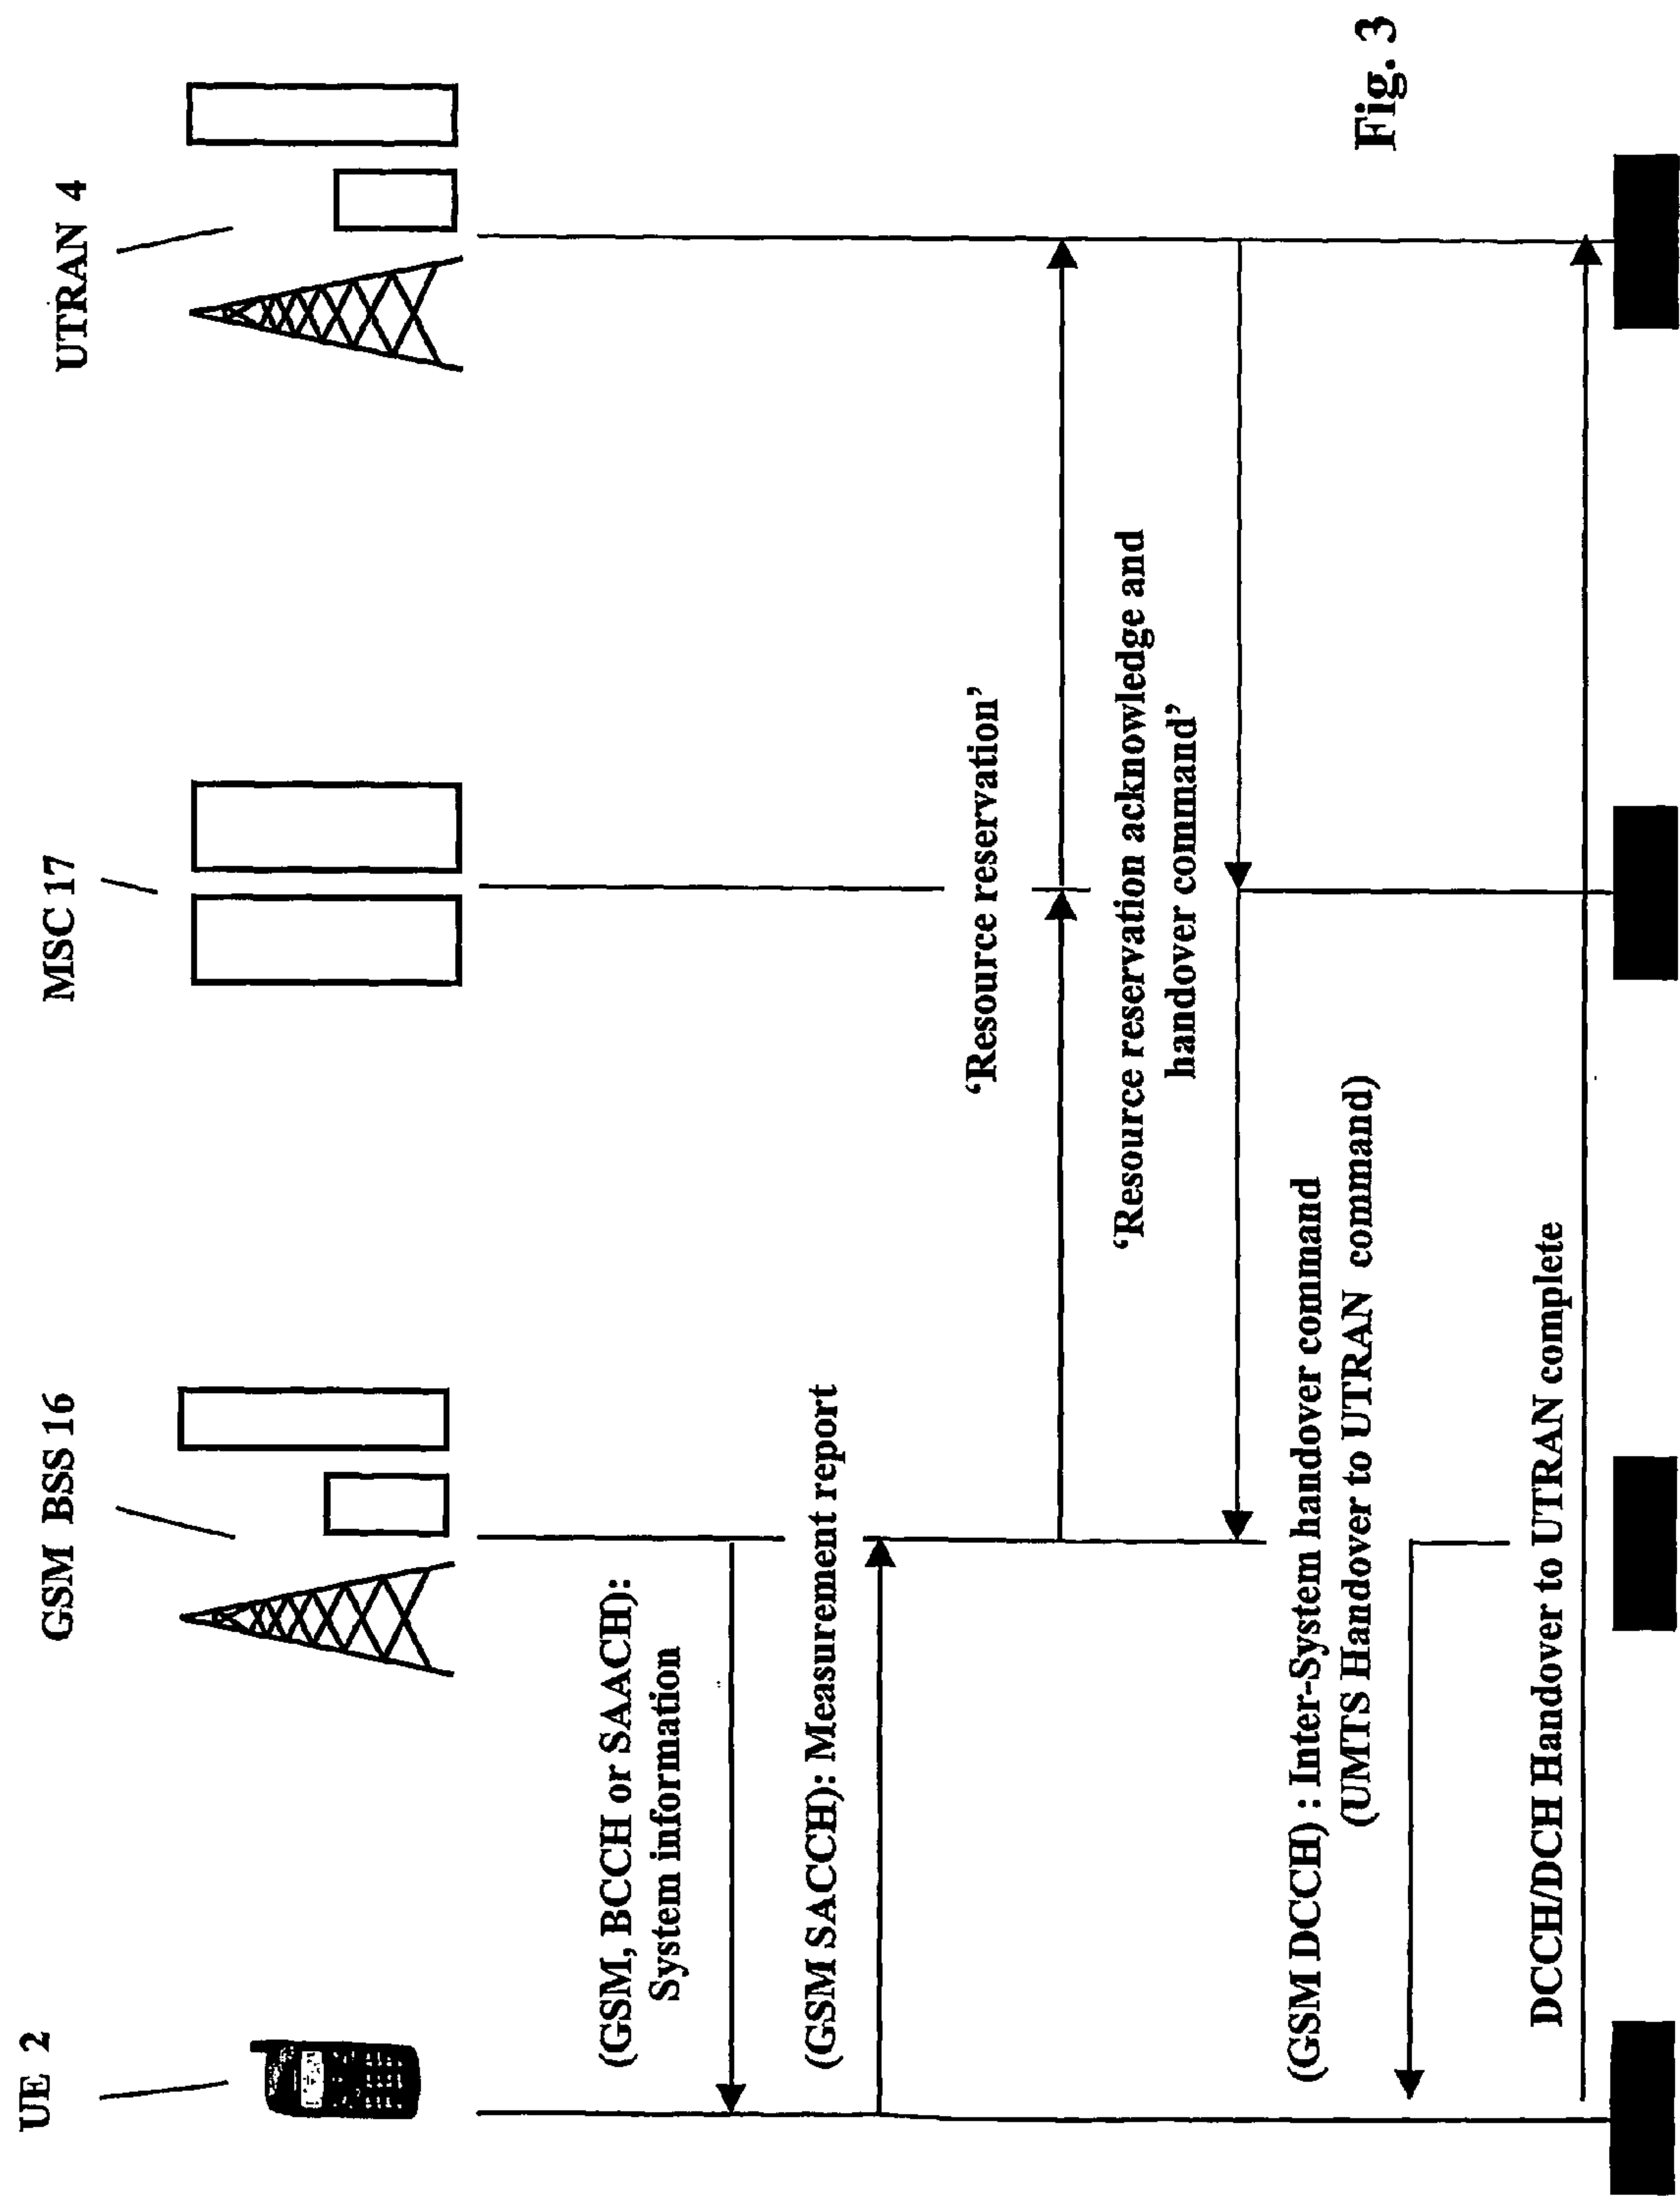 UE 2
GSM BSS 16
MSC 17
UTRAN 4
(GSM, BCCH or SAACH):
System information
(GSM SACCH): Measurement report
‘Resource reservation’
‘Resource reservation acknowledge and
handover command’
(GSM DCCH) : Inter-System handover command
(UMTS Handover to UTRAN command)
DCCH/DCH Handover to UTRAN complete
Fig. 3